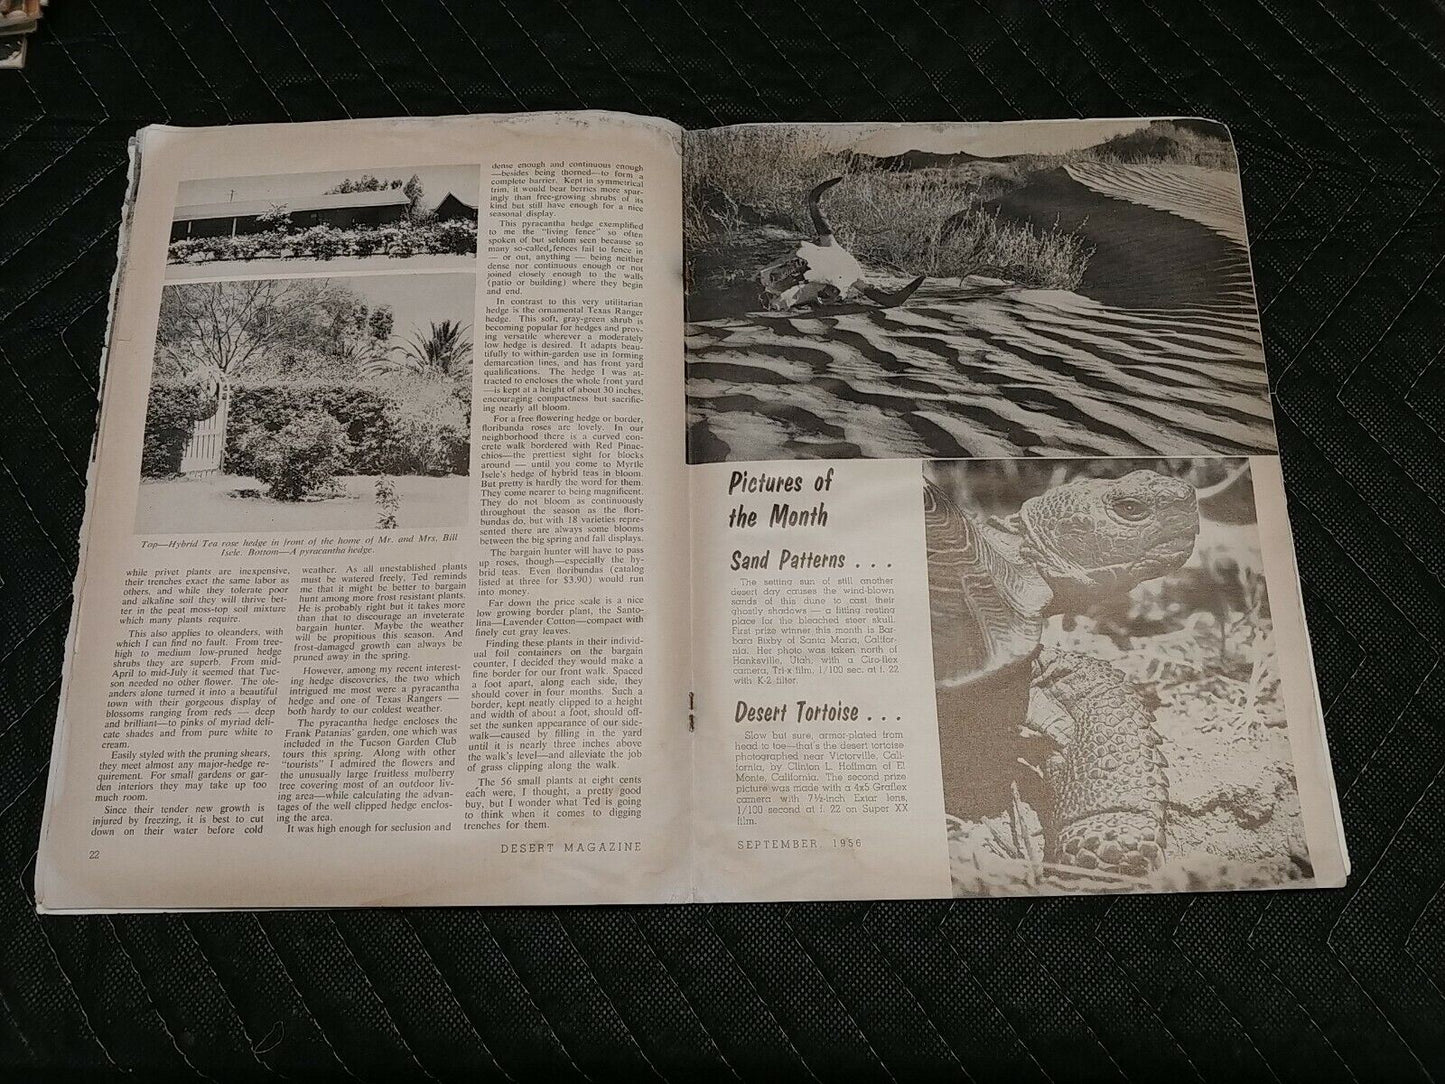 Top—Hybrid Tea rose hedge in front of the home of Mr. and Mrs. Bill
Isele. Bottom—A pyracantha hedge.
while privet plants are inexpensive,
their trenches exact the same labor as
others, and while they tolerate poor
and alkaline soil they will thrive bet-
ter in the peat moss-top soil mixture
which many plants require.
This also applies to oleanders, with
which I can find no fault. From tree-
high to medium low-pruned hedge
shrubs they are superb. From mid-
April to mid-July it seemed that Tuc-
son needed no other flower. The ole-
anders alone turned it into a beautiful
town with their gorgeous display of
blossoms ranging from reds — deep
and brilliant—to pinks of myriad deli-
cate shades and from pure white to
cream.
Easily styled with the pruning shears,
they meet almost any major-hedge re-
quirement. For small gardens or gar-
den interiors they may take up too
much room.
Since their tender new growth is
injured by freezing, it is best to cut
down on their water before cold
weather. As all unestablished plants
must be watered freely, Ted reminds
me that it might be better to bargain
hunt among more frost resistant plants.
He is probably right but it takes more
than that to discourage an inveterate
bargain hunter. Maybe the weather
will be propitious this season. And
frost-damaged growth can always be
pruned away in the spring.
However, among my recent interest-
ing hedge discoveries, the two which
intrigued me most were a pyracantha
hedge and one of Texas Rangers —
both hardy to our coldest weather.
The pyracantha hedge encloses the
Frank Patanias' garden, one which was
included in the Tucson Garden Club
tours this spring. Along with other
"tourists" I admired the flowers and
the unusually large fruitless mulberry
tree covering most of an outdoor liv-
ing area—while calculating the advan-
tages of the well clipped hedge enclos-
ing the area.
It was high enough for seclusion and
dense enough and continuous enough
—besides being thorned—to form a
complete barrier. Kept in symmetrical
trim, it would bear berries more spar-
ingly than free-growing shrubs of its
kind but still have enough for a nice
seasonal display.
This pyracantha hedge exemplified
to me the "living fence" so often
spoken of but seldom seen because so
many so-called fences fail to fence in
— or out, anything — being neither
dense nor continuous enough or not
joined closely enough to the walls
(patio or building) where they begin
and end.
In contrast to this very utilitarian
hedge is the ornamental Texas Ranger
hedge. This soft, gray-green shrub is
becoming popular for hedges and prov-
ing versatile wherever a moderately
low hedge is desired. It adapts beau-
tifully to within-garden use in forming
demarcation lines, and has front yard
qualifications. The hedge I was at-
tracted to encloses the whole front yard
—is kept at a height of about 30 inches,
encouraging compactness but sacrific-
ing nearly all bloom.
For a free flowering hedge or border,
floribunda roses are lovely. In our
neighborhood there is a curved con-
crete walk bordered with Red Pinac-
chios—the prettiest sight for blocks
around — until you come to Myrtle
Isele's hedge of hybrid teas in bloom.
But pretty is hardly the word for them.
They come nearer to being magnificent.
They do not bloom as continuously
throughout the season as the flori-
bundas do, but with 18 varieties repre-
sented there are always some blooms
between the big spring and fall displays.
The bargain hunter will have to pass
up roses, though—especially the hy-
brid teas. Even floribundas (catalog
listed at three for $3.90) would run
into money.
Far down the price scale is a nice
low growing border plant, the Santo-
lina—Lavender Cotton—compact with
finely cut gray leaves.
Finding these plants in their individ-
ual foil containers on the bargain
counter, I decided they would make a
fine border for our front walk. Spaced
a foot apart, along each side, they
should cover in four months. Such a
border, kept neatly clipped to a height
and width of about a foot, should off-
set the sunken appearance of our side-
walk—caused by filling in the yard
until it is nearly three inches above
the walk's level—and alleviate the job
of grass clipping along the walk.
The 56 small plants at eight cents
each were, I thought, a pretty good
buy, but I wonder what Ted is going
to think when it comes to digging
trenches for them.
22
DESERT MAGAZINE
Pictures of
the Month
Sand Patterns . . .
The setting sun of still another
desert day causes the wind-blown
sands of this dune to cast their
ghostly shadows — a fitting resting
place for the bleached steer skull.
First prize winner this month is Bar-
bara Bixby of Santa Maria, Califor-
nia. Her photo was taken north of
Hanksville, Utah, with a Ciro-flex
camera, Tri-x film, 1/100 sec. at f. 22
with K-2 filter.
Desert Tortoise . . .
Slow but sure, armor-plated from
head to toe—that's the desert tortoise
photographed near Victorville, Cali-
fornia, by Clinton L. Hoffman of El
Monte, California. The second prize
picture was made with a 4x5 Graflex
camera with 7½-inch Extar lens,
1/100 second at f. 22 on Super XX
film.
SEPTEMBER, 1956